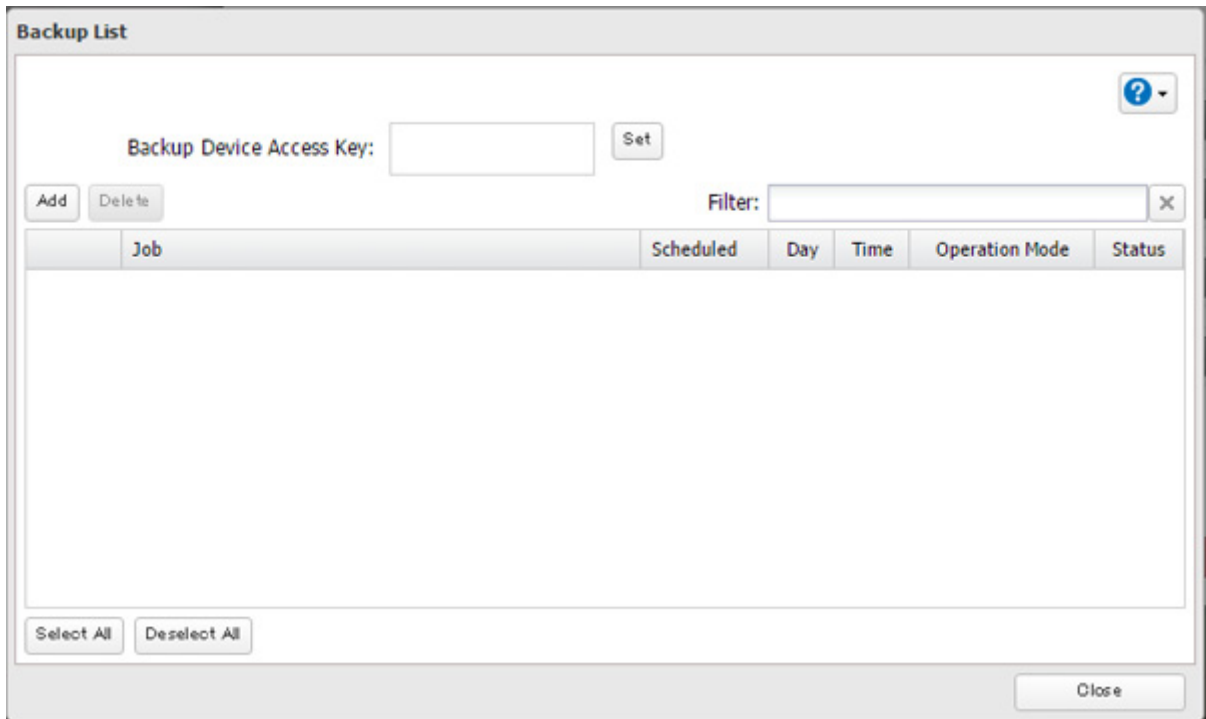 Backup List
?
Backup Device Access Key: Set
Add Delete Filter: ×
Job Scheduled Day Time Operation Mode Status
Select All Deselect All
Close